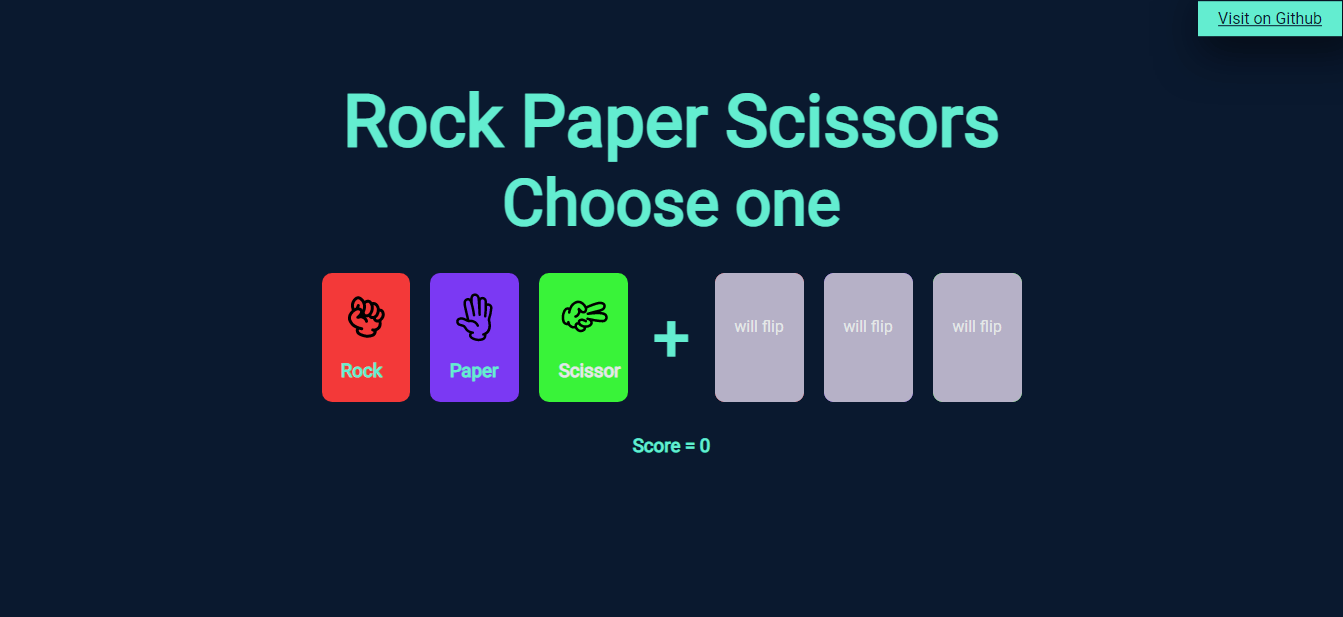 Visit on Github
Rock Paper Scissors
Choose one
Rock
Paper
Scissor
+
will flip
will flip
will flip
Score = 0